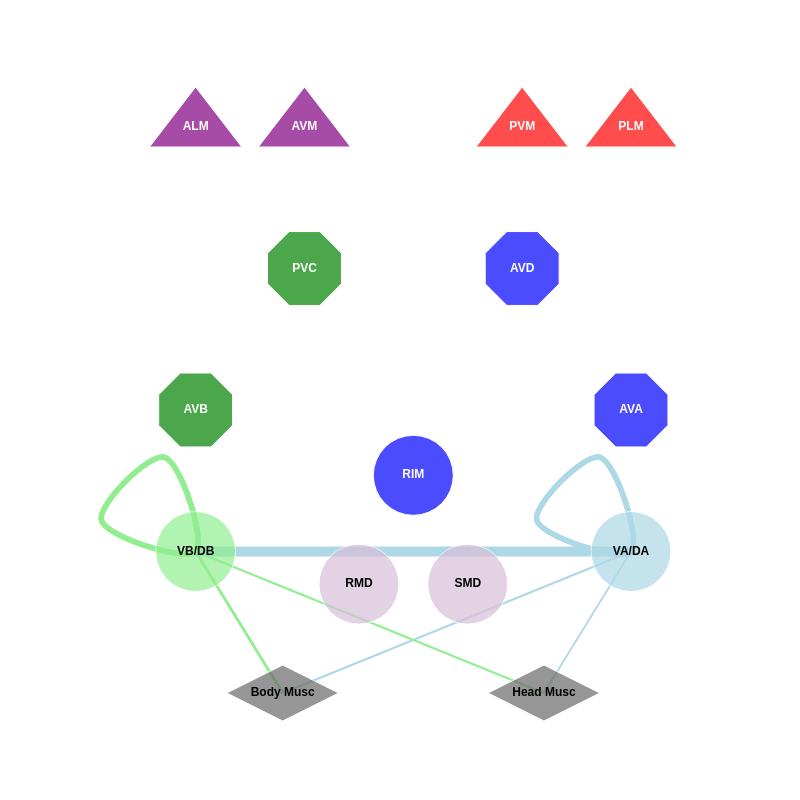 ALM
AVM
PVM
PLM
PVC
AVD
AVB
AVA
RIM
VB/DB
VA/DA
RMD
SMD
Body Musc
Head Musc